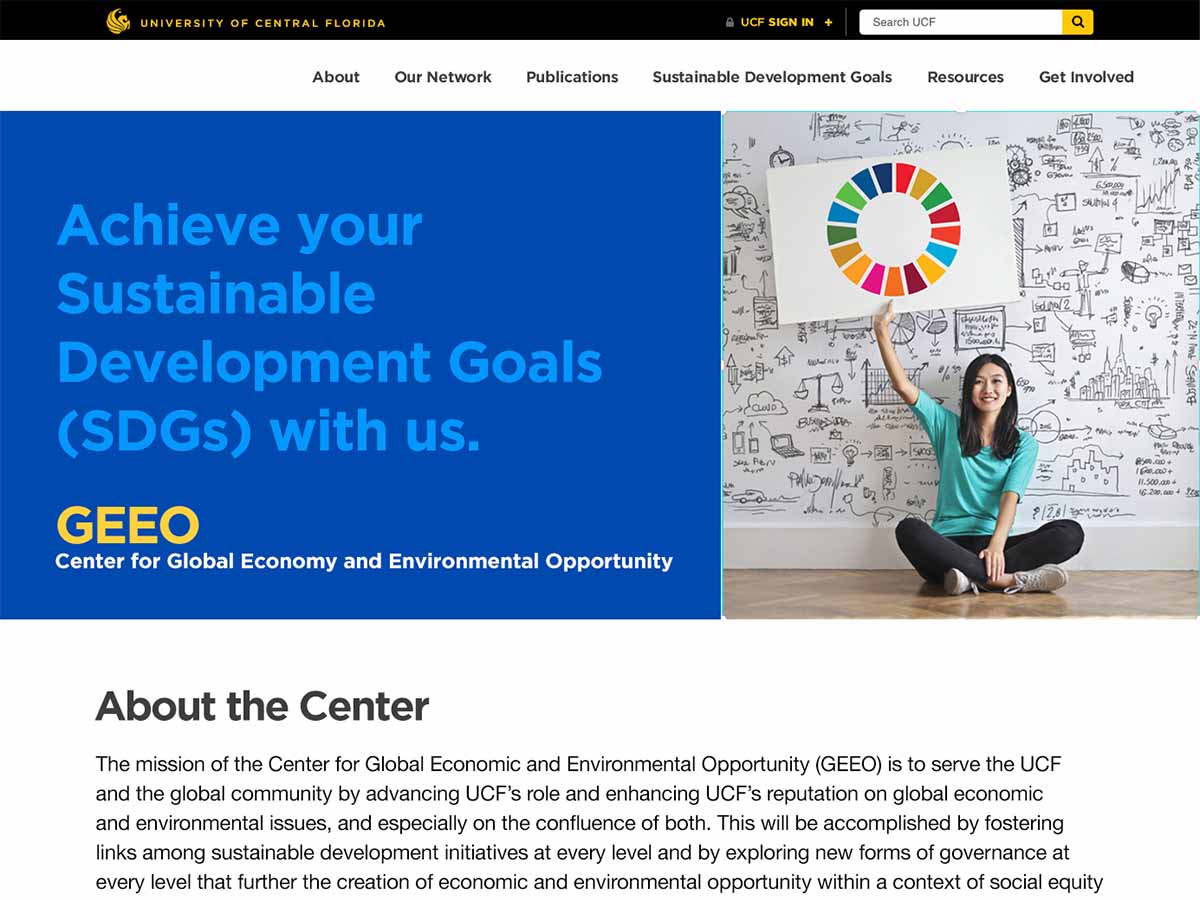 UNIVERSITY OF CENTRAL FLORIDA
UCF SIGN IN +
Search UCF
About
Our Network
Publications
Sustainable Development Goals
Resources
Get Involved
Achieve your
Sustainable
Development Goals
(SDGs) with us.
GEEO
Center for Global Economy and Environmental Opportunity
CLOUD
About the Center
The mission of the Center for Global Economic and Environmental Opportunity (GEEO) is to serve the UCF
and the global community by advancing UCF’s role and enhancing UCF’s reputation on global economic
and environmental issues, and especially on the confluence of both. This will be accomplished by fostering
links among sustainable development initiatives at every level and by exploring new forms of governance at
every level that further the creation of economic and environmental opportunity within a context of social equity